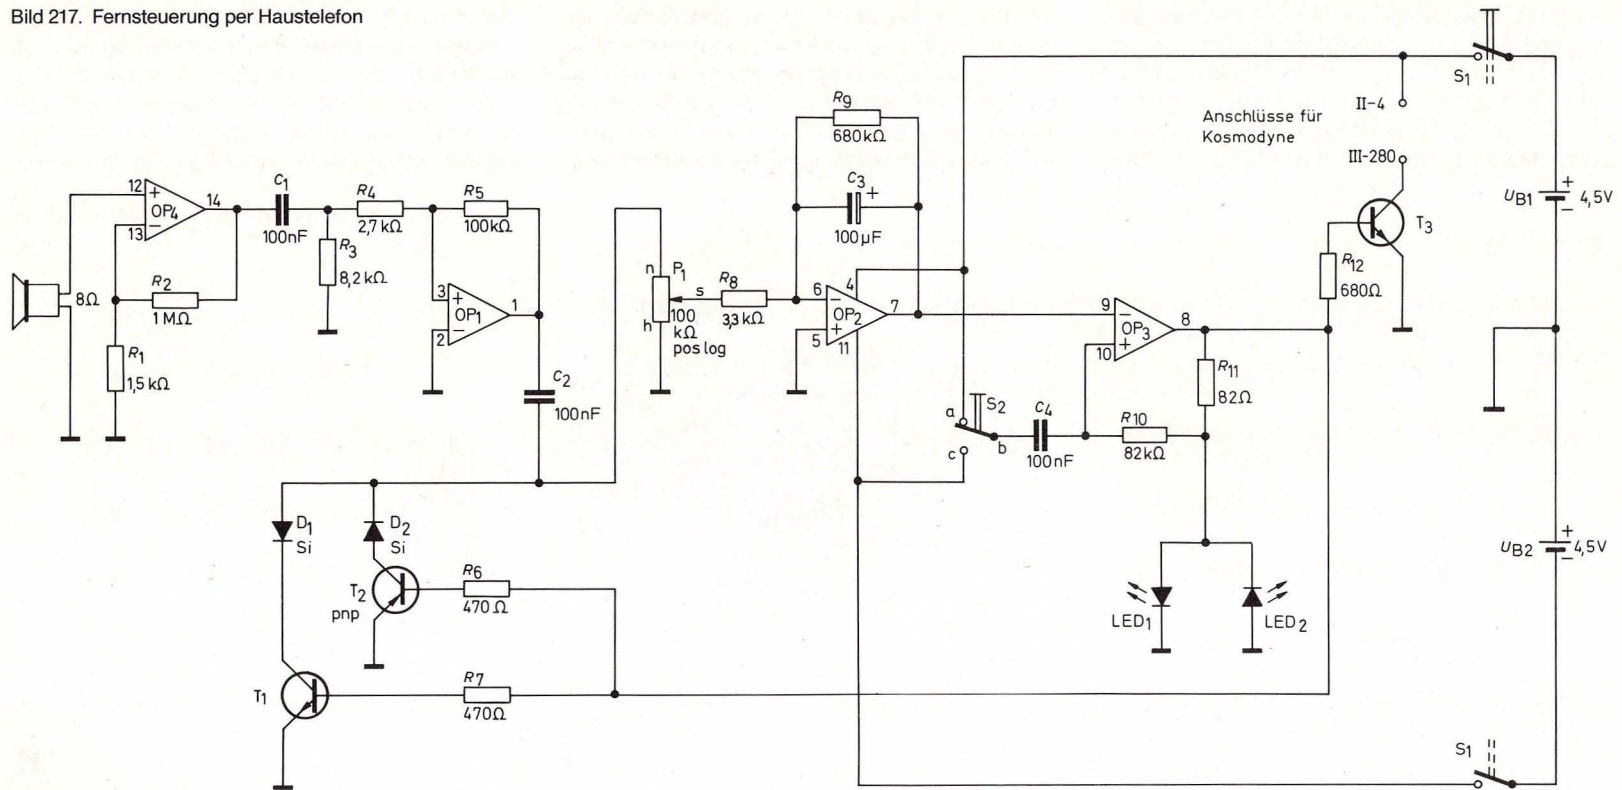 Bild 217. Fernsteuerung per Haustelefon
S1
II-4
Anschlüsse für
Kosmodyne
III-280
UB1
+
−
4,5V
T3
R12
680Ω
R9
680kΩ
C3
+
100µF
12
+
OP4
−
13
14
C1
100nF
R4
2,7kΩ
R5
100kΩ
R3
8,2kΩ
8Ω
R2
1MΩ
R1
1,5kΩ
3
+
OP1
−
2
1
C2
100nF
n
P1
s
h
100
kΩ
pos log
R8
3,3kΩ
6
−
4
OP2
+
5
11
7
9
−
OP3
+
10
8
R11
82Ω
a
S2
b
c
C4
100nF
R10
82kΩ
D1
Si
D2
Si
T2
pnp
R6
470Ω
T1
R7
470Ω
LED1
LED2
UB2
+
−
4,5V
S1